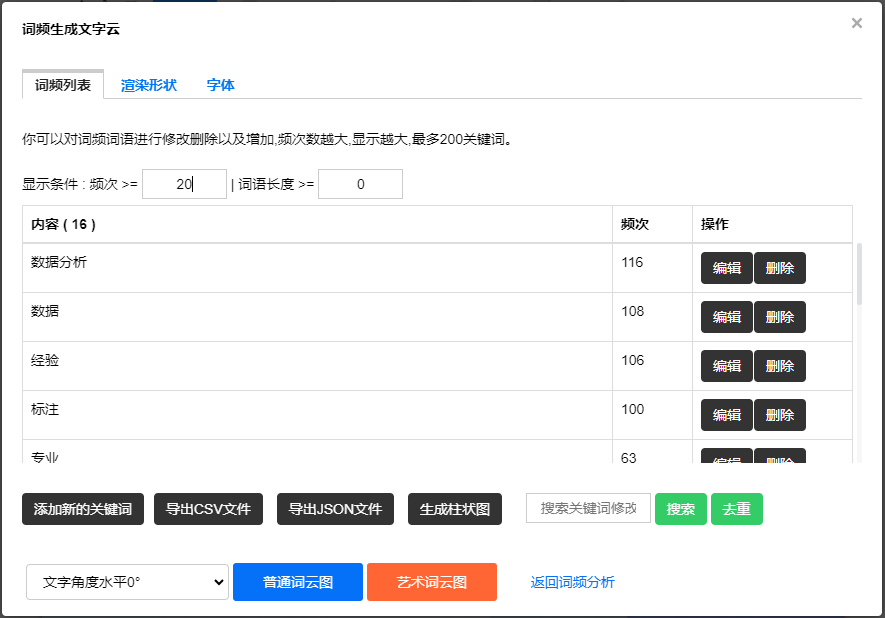 词频生成文字云 ×
词频列表 渲染形状 字体
你可以对词频词语进行修改删除以及增加,频次数越大,显示越大,最多200关键词。
显示条件 : 频次 >= 20 | 词语长度 >= 0
内容 ( 16 ) 频次 操作
数据分析 116 编辑 删除
数据 108 编辑 删除
经验 106 编辑 删除
标注 100 编辑 删除
专业 63 编辑 删除
添加新的关键词 导出CSV文件 导出JSON文件 生成柱状图 搜索关键词修改 搜索 去重
文字角度水平0° 普通词云图 艺术词云图 返回词频分析